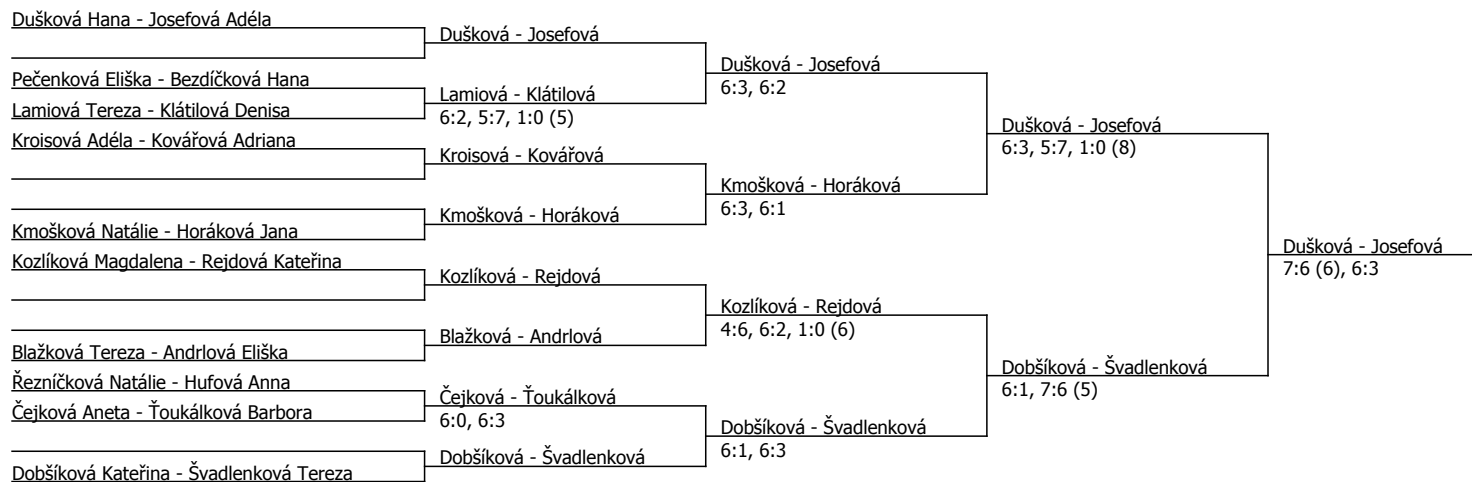 Dušková Hana - Josefová Adéla
Pečenková Eliška - Bezdíčková Hana
Lamiová Tereza - Klátilová Denisa
Kroisová Adéla - Kovářová Adriana
Kmošková Natálie - Horáková Jana
Kozlíková Magdalena - Rejdová Kateřina
Blažková Tereza - Andrlová Eliška
Řezníčková Natálie - Hufová Anna
Čejková Aneta - Ťoukálková Barbora
Dobšíková Kateřina - Švadlenková Tereza
Dušková - Josefová
Lamiová - Klátilová
6:2, 5:7, 1:0 (5)
Kroisová - Kovářová
Kmošková - Horáková
Kozlíková - Rejdová
Blažková - Andrlová
Čejková - Ťoukálková
6:0, 6:3
Dobšíková - Švadlenková
Dušková - Josefová
6:3, 6:2
Kmošková - Horáková
6:3, 6:1
Kozlíková - Rejdová
4:6, 6:2, 1:0 (6)
Dobšíková - Švadlenková
6:1, 6:3
Dušková - Josefová
6:3, 5:7, 1:0 (8)
Dobšíková - Švadlenková
6:1, 7:6 (5)
Dušková - Josefová
7:6 (6), 6:3